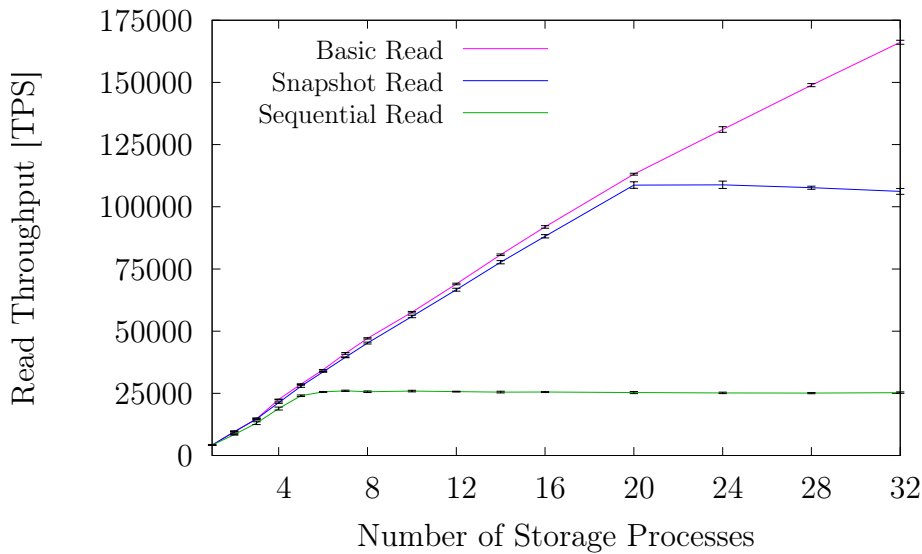 175000
150000
125000
100000
75000
50000
25000
0
Read Throughput [TPS]
Basic Read
Snapshot Read
Sequential Read
4 8 12 16 20 24 28 32
Number of Storage Processes